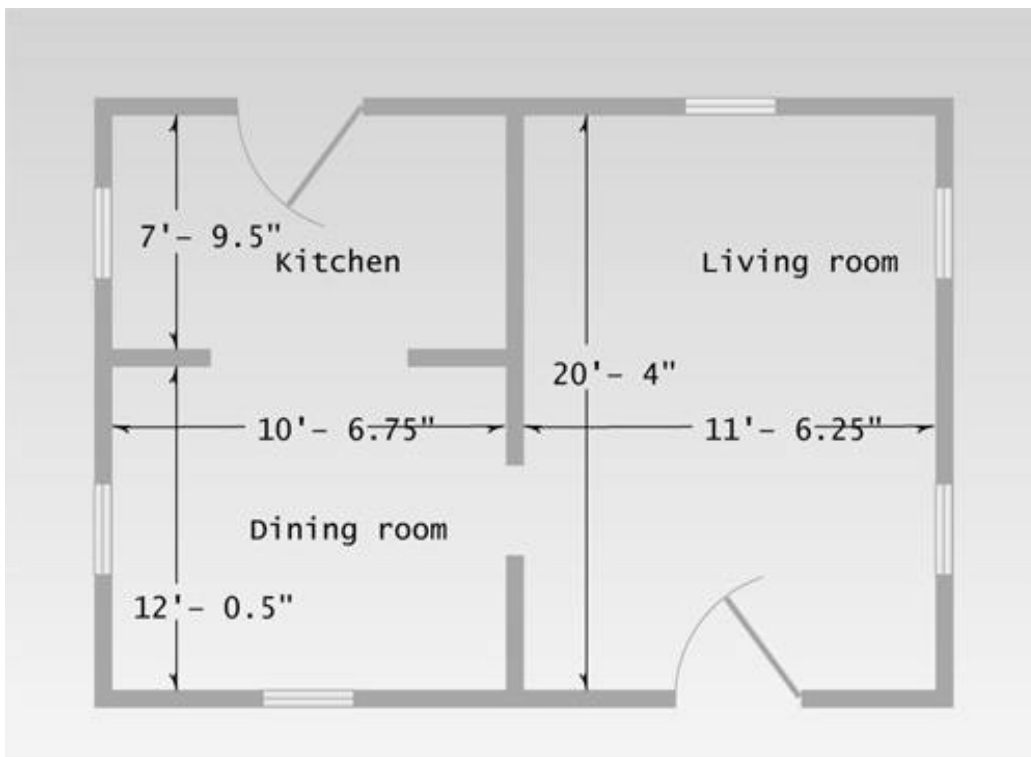 7'- 9.5"
Kitchen
Living room
20'- 4"
10'- 6.75"
11'- 6.25"
Dining room
12'- 0.5"